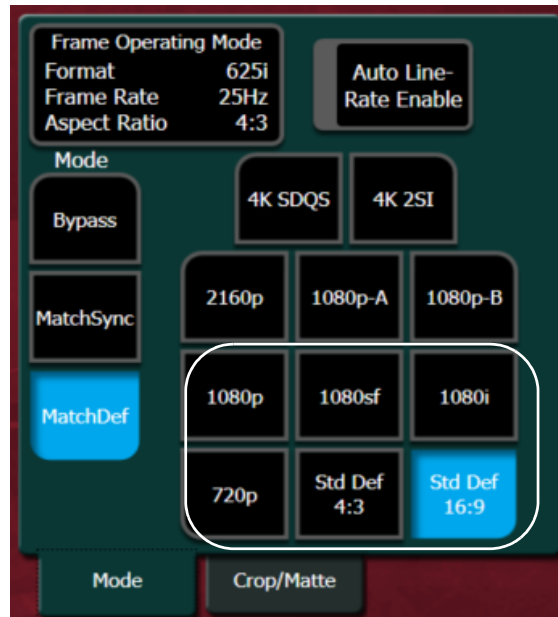 Frame Operating Mode
Format 625i
Frame Rate 25Hz
Aspect Ratio 4:3
Auto Line-
Rate Enable
Mode
Bypass
MatchSync
MatchDef
4K SDQS
4K 2SI
2160p
1080p-A
1080p-B
1080p
1080sf
1080i
720p
Std Def
4:3
Std Def
16:9
Mode
Crop/Matte